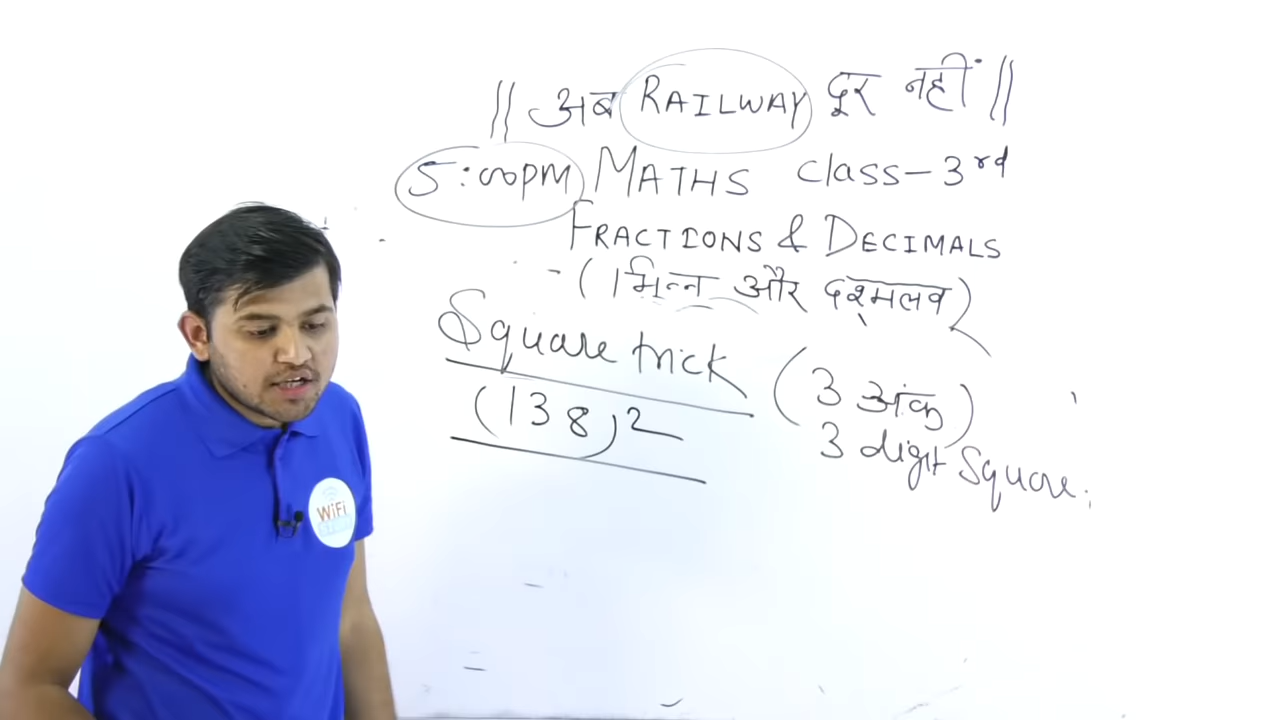 || अब RAILWAY दूर नहीं ||
5:00PM MATHS class-3rd
FRACTIONS & DECIMALS
(भिन्न और दशमलव)
Square trick
(3 अंक)
(138)²
3 digit Square
WiFi